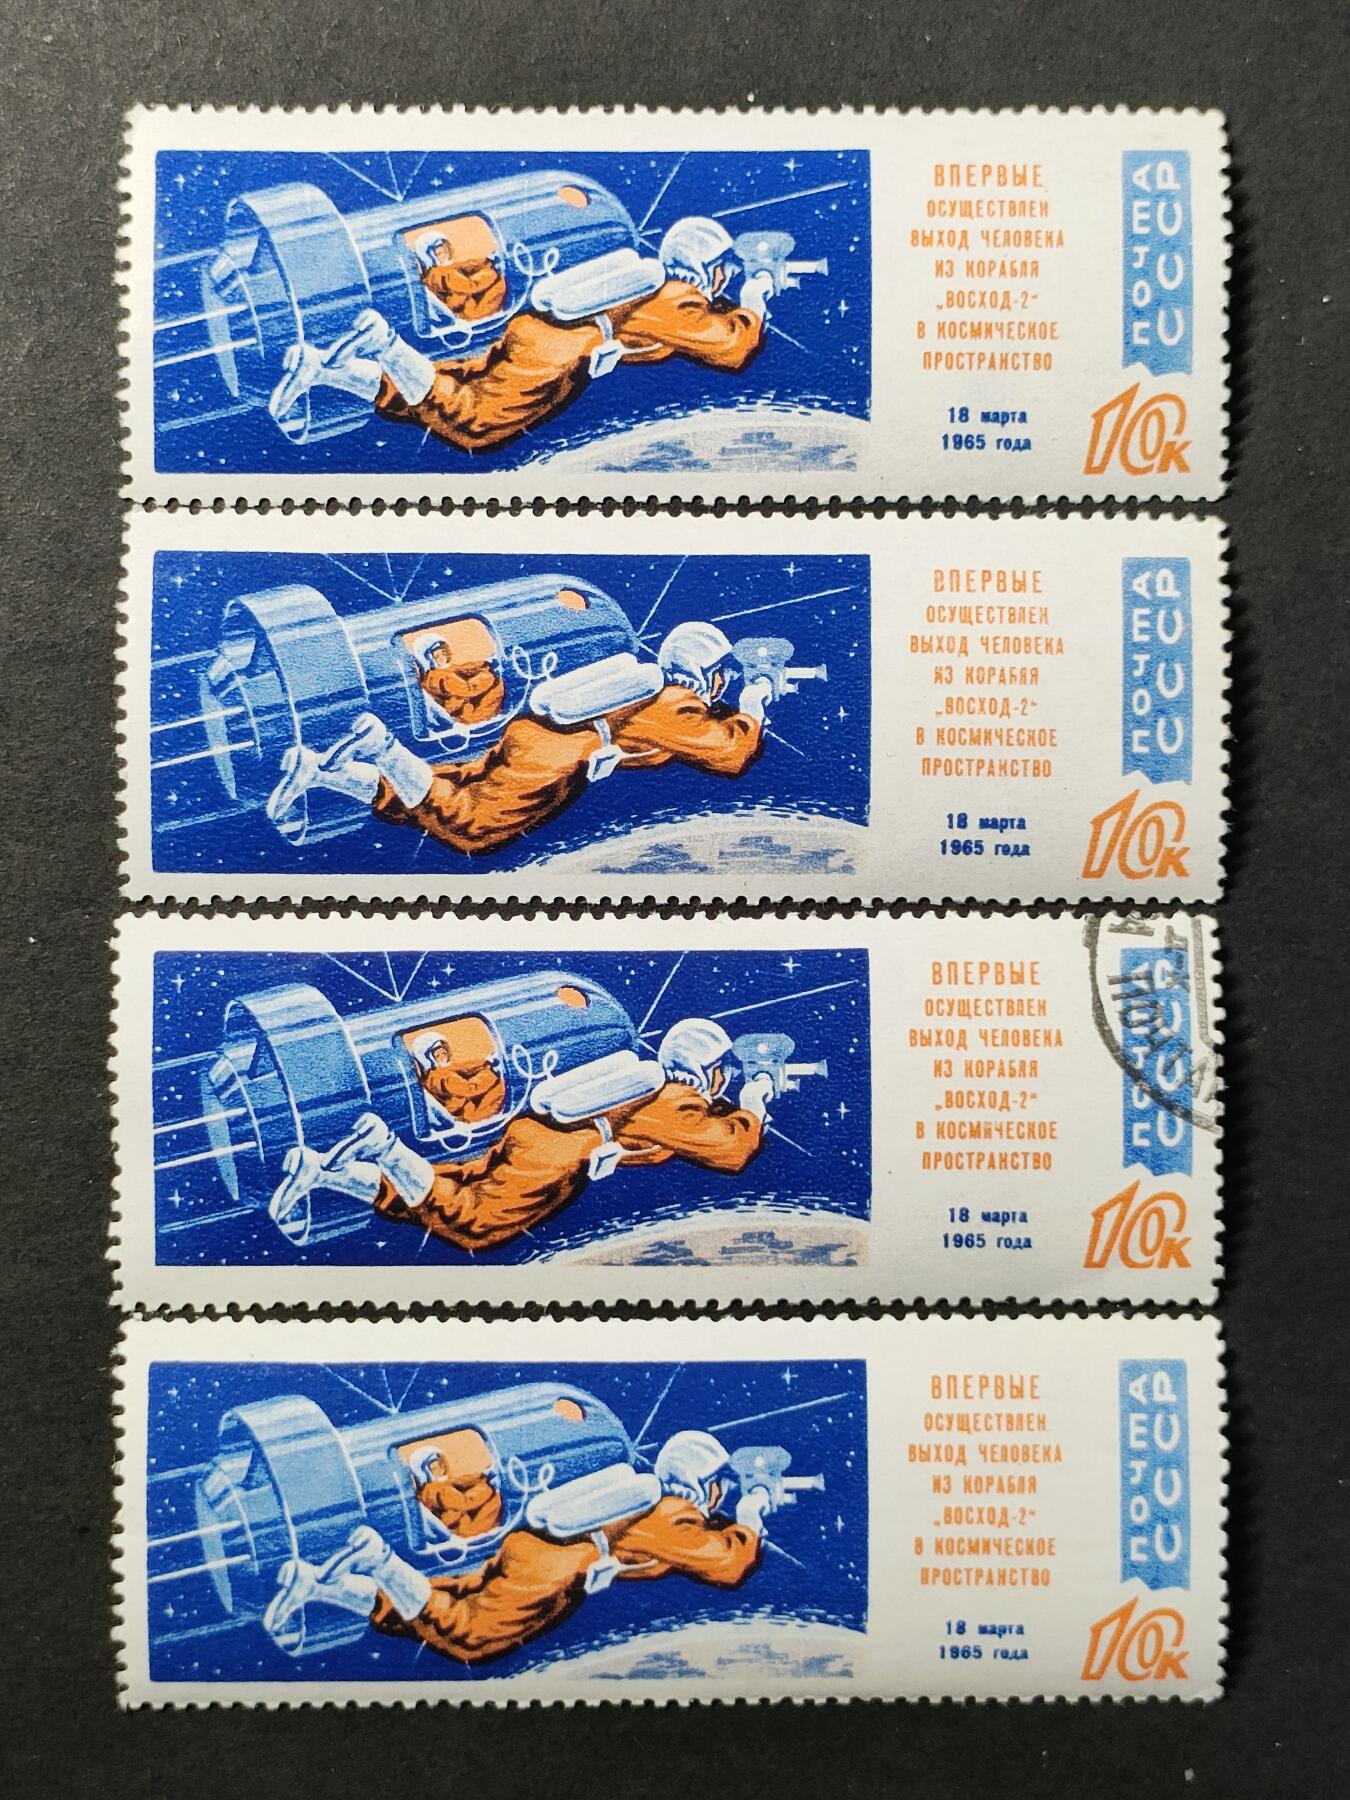 ВПЕРВЫЕ
ОСУЩЕСТВЛЕН
ВЫХОД ЧЕЛОВЕКА
ИЗ КОРАБЛЯ
„ВОСХОД-2“
В КОСМИЧЕСКОЕ
ПРОСТРАНСТВО
18 марта
1965 года
ПОЧТА
СССР
10к
ВПЕРВЫЕ
ОСУЩЕСТВЛЕН
ВЫХОД ЧЕЛОВЕКА
ИЗ КОРАБЛЯ
„ВОСХОД-2“
В КОСМИЧЕСКОЕ
ПРОСТРАНСТВО
18 марта
1965 года
ПОЧТА
СССР
10к
ВПЕРВЫЕ
ОСУЩЕСТВЛЕН
ВЫХОД ЧЕЛОВЕКА
ИЗ КОРАБЛЯ
„ВОСХОД-2“
В КОСМИЧЕСКОЕ
ПРОСТРАНСТВО
18 марта
1965 года
ПОЧТА
СССР
10к
ВПЕРВЫЕ
ОСУЩЕСТВЛЕН
ВЫХОД ЧЕЛОВЕКА
ИЗ КОРАБЛЯ
„ВОСХОД-2“
В КОСМИЧЕСКОЕ
ПРОСТРАНСТВО
18 марта
1965 года
ПОЧТА
СССР
10к